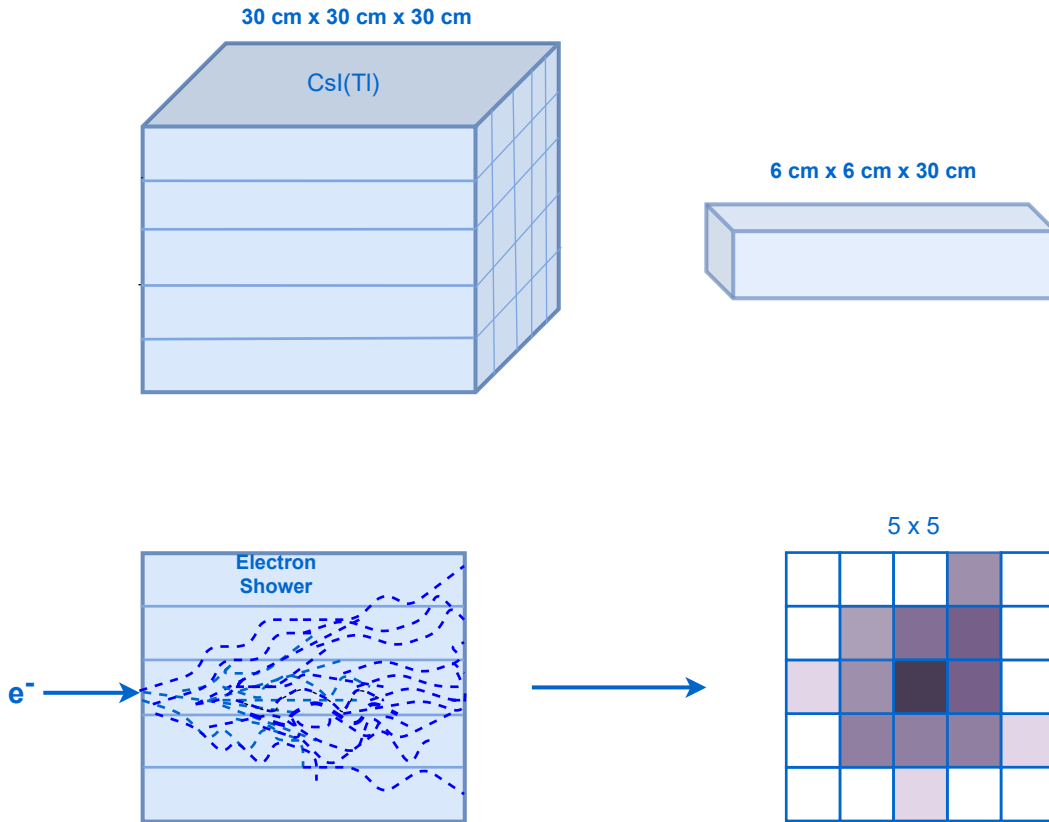 30 cm x 30 cm x 30 cm
CsI(Tl)
6 cm x 6 cm x 30 cm
Electron
Shower
5 x 5
e⁻